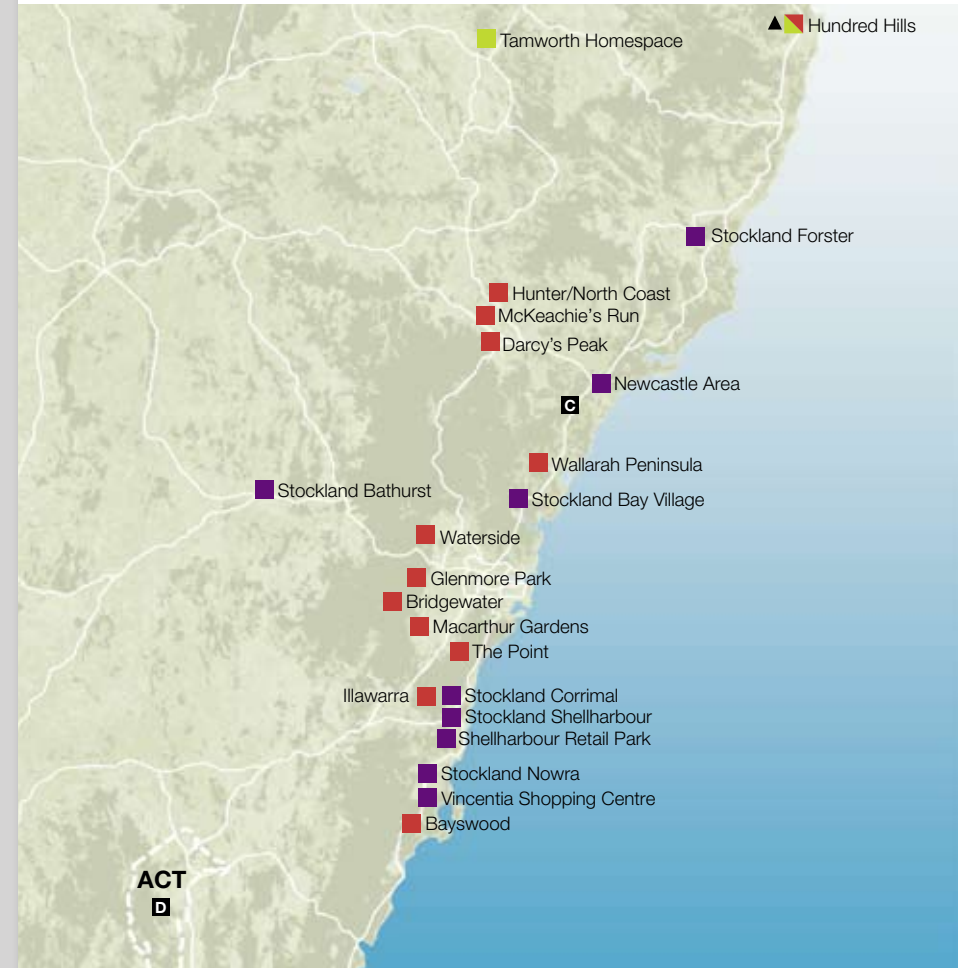 Hundred Hills
Tamworth Homespace
Stockland Forster
Hunter/North Coast
McKeachie's Run
Darcy's Peak
Newcastle Area
C
Wallarah Peninsula
Stockland Bathurst
Stockland Bay Village
Waterside
Glenmore Park
Bridgewater
Macarthur Gardens
The Point
Illawarra
Stockland Corrimal
Stockland Shellharbour
Shellharbour Retail Park
Stockland Nowra
Vincentia Shopping Centre
Bayswood
ACT
D